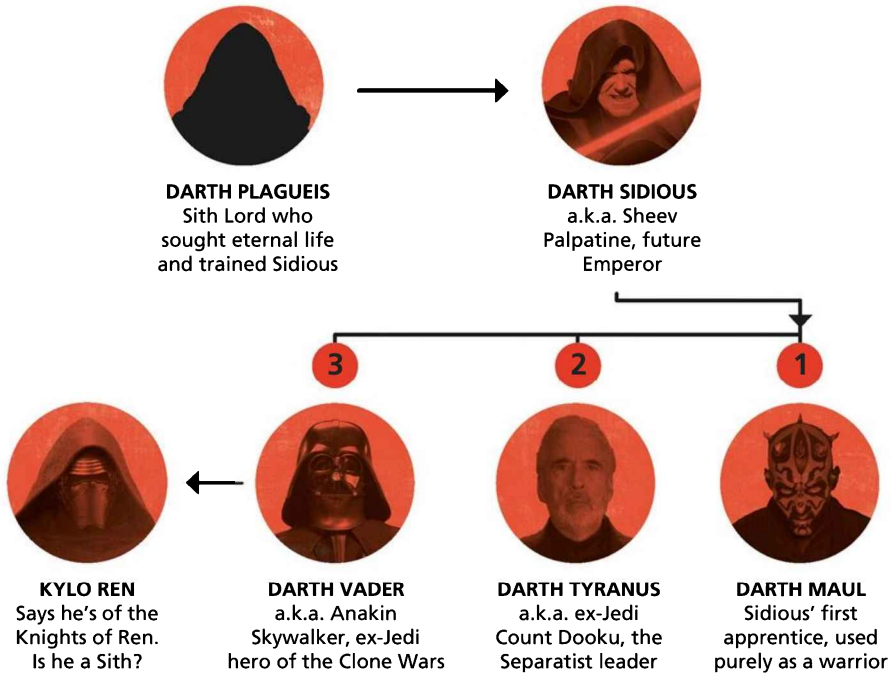 DARTH PLAGUEIS
Sith Lord who
sought eternal life
and trained Sidious
DARTH SIDIOUS
a.k.a. Sheev
Palpatine, future
Emperor
3
2
1
KYLO REN
Says he's of the
Knights of Ren.
Is he a Sith?
DARTH VADER
a.k.a. Anakin
Skywalker, ex-Jedi
hero of the Clone Wars
DARTH TYRANUS
a.k.a. ex-Jedi
Count Dooku, the
Separatist leader
DARTH MAUL
Sidious' first
apprentice, used
purely as a warrior